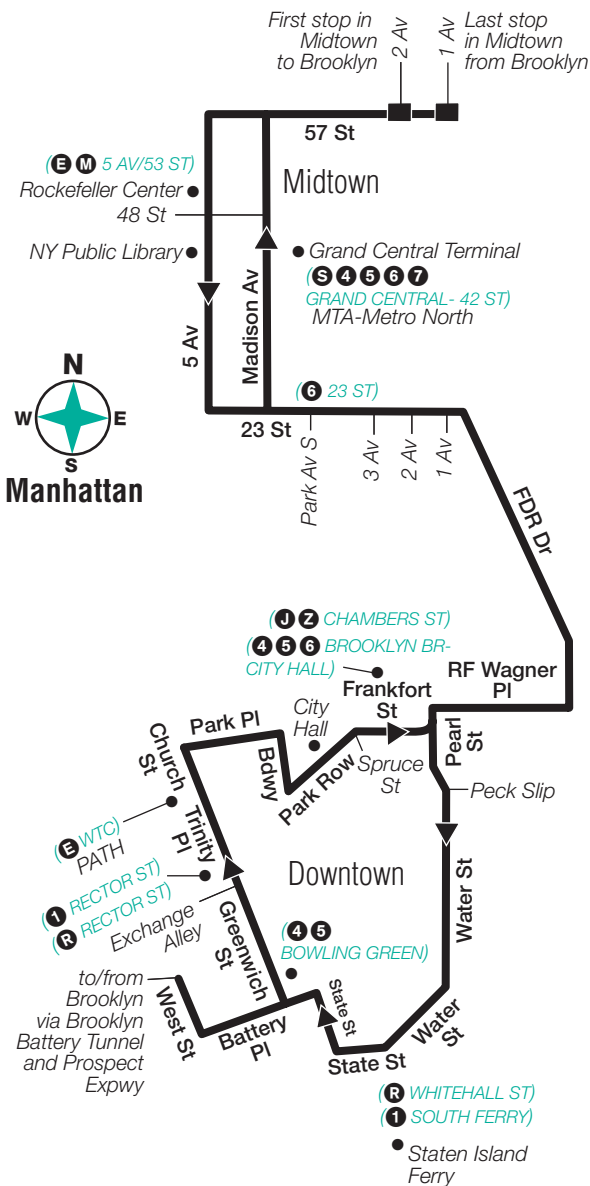 First stop in
Midtown
to Brooklyn
2 Av
1 Av
Last stop
in Midtown
from Brooklyn
57 St
(E M 5 AV/53 ST)
Rockefeller Center
48 St
NY Public Library
Midtown
Grand Central Terminal
(S 4 5 6 7
GRAND CENTRAL- 42 ST)
MTA-Metro North
5 Av
Madison Av
(6 23 ST)
23 St
Park Av S
3 Av
2 Av
1 Av
N
W
E
S
Manhattan
FDR Dr
(J Z CHAMBERS ST)
(4 5 6 BROOKLYN BR-
CITY HALL)
RF Wagner
Pl
Frankfort
St
City
Hall
Park Pl
Bdwy
Park Row
Spruce
St
Pearl
St
Peck Slip
Church
St
Trinity
Pl
(E WTC)
PATH
(1 RECTOR ST)
(R RECTOR ST)
Exchange
Alley
Greenwich
St
Downtown
(4 5
BOWLING GREEN)
Water St
to/from
Brooklyn
via Brooklyn
Battery Tunnel
and Prospect
Expwy
West St
Battery
Pl
State St
State St
Water
St
(R WHITEHALL ST)
(1 SOUTH FERRY)
Staten Island
Ferry